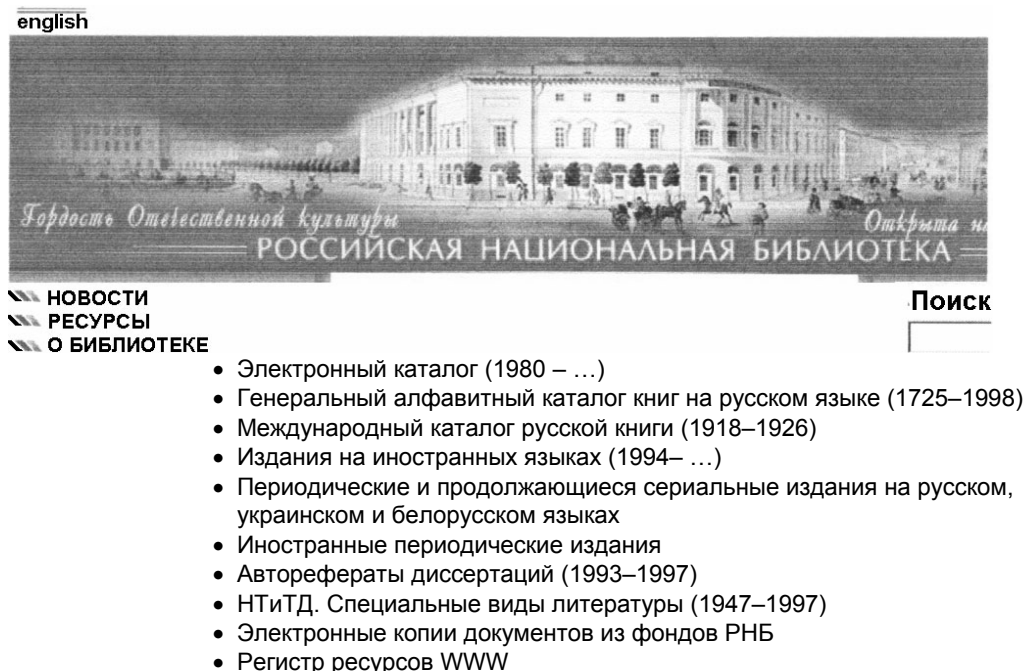 english
Гордость Отечественной культуры
Открыта
РОССИЙСКАЯ НАЦИОНАЛЬНАЯ БИБЛИОТЕКА
НОВОСТИ
Поиск
РЕСУРСЫ
О БИБЛИОТЕКЕ
• Электронный каталог (1980 – …)
• Генеральный алфавитный каталог книг на русском языке (1725–1998)
• Международный каталог русской книги (1918–1926)
• Издания на иностранных языках (1994– …)
• Периодические и продолжающиеся сериальные издания на русском,
украинском и белорусском языках
• Иностранные периодические издания
• Авторефераты диссертаций (1993–1997)
• НТиТД. Специальные виды литературы (1947–1997)
• Электронные копии документов из фондов РНБ
• Регистр ресурсов WWW